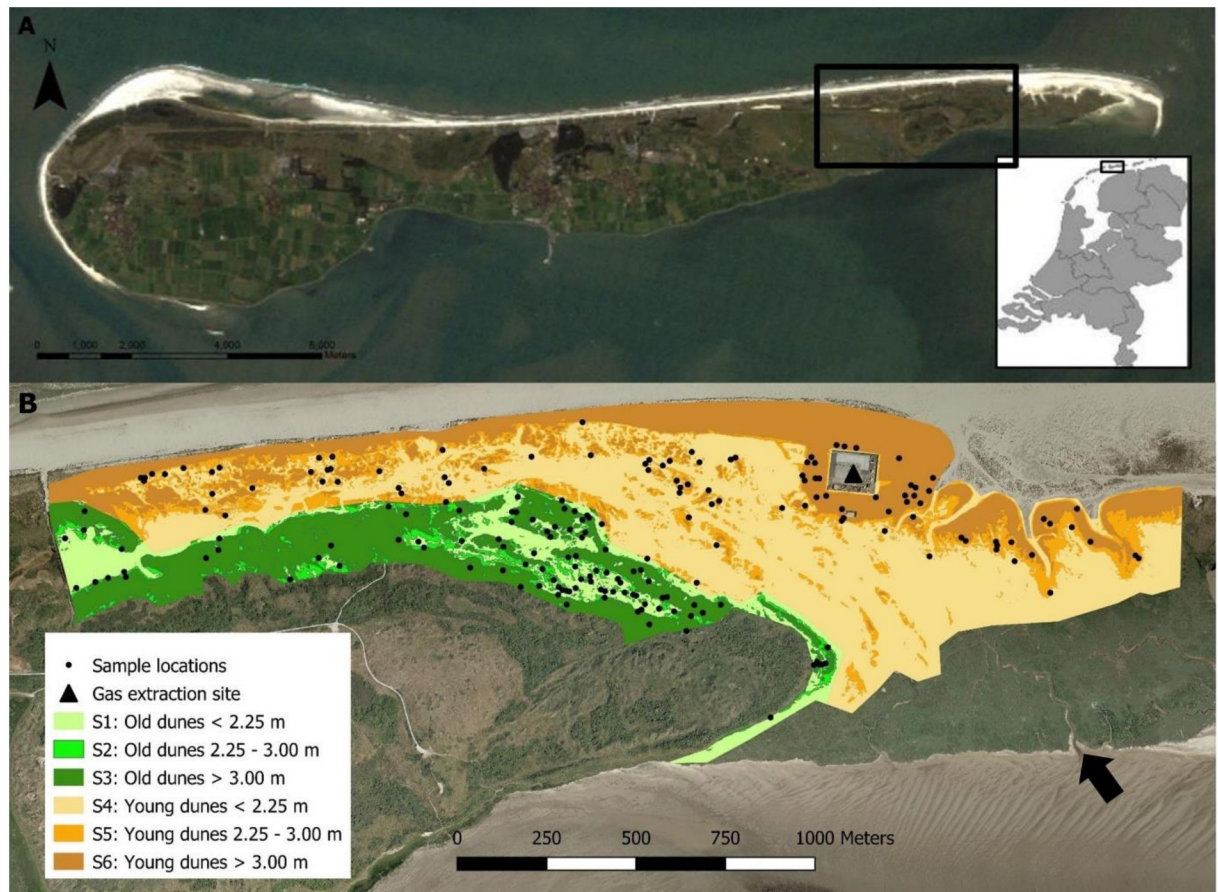 A
N
0 1,000 2,000 4,000 6,000
Meters
B
Sample locations
Gas extraction site
S1: Old dunes < 2.25 m
S2: Old dunes 2.25 - 3.00 m
S3: Old dunes > 3.00 m
S4: Young dunes < 2.25 m
S5: Young dunes 2.25 - 3.00 m
S6: Young dunes > 3.00 m
0 250 500 750 1000 Meters